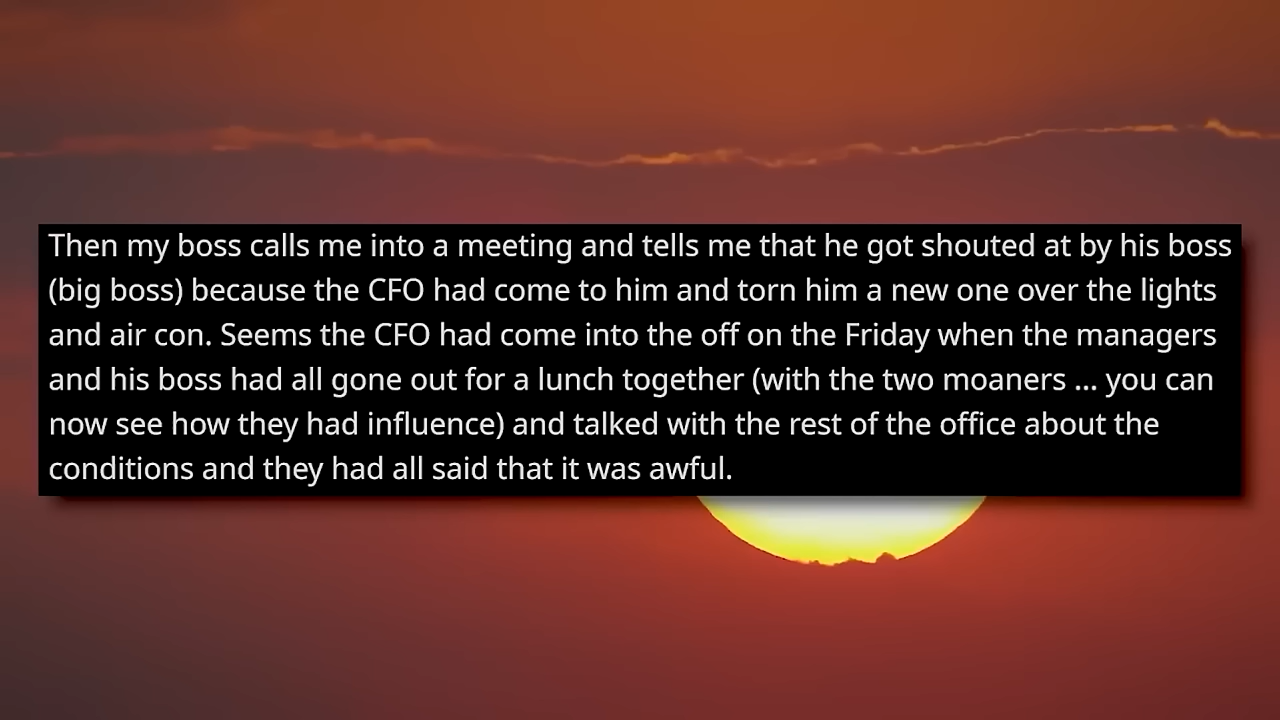 Then my boss calls me into a meeting and tells me that he got shouted at by his boss
(big boss) because the CFO had come to him and torn him a new one over the lights
and air con. Seems the CFO had come into the off on the Friday when the managers
and his boss had all gone out for a lunch together (with the two moaners ... you can
now see how they had influence) and talked with the rest of the office about the
conditions and they had all said that it was awful.